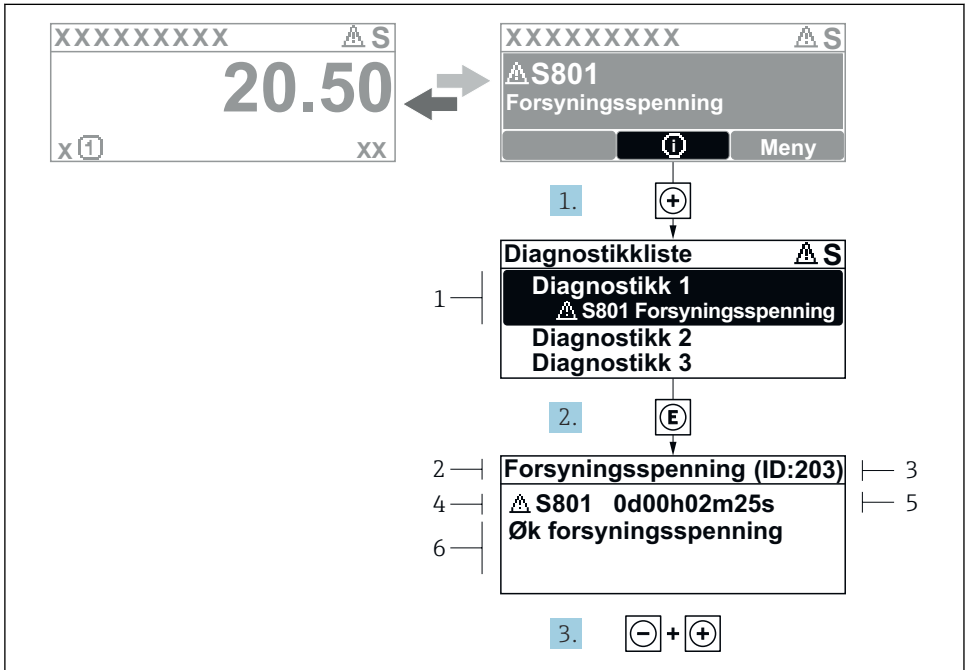 XXXXXXXXX ⚠ S
20.50
x ① xx
XXXXXXXXX ⚠ S
⚠ S801
Forsyningsspenning
ⓘ Meny
1. ⊕
Diagnostikkliste ⚠ S
1
Diagnostikk 1
⚠ S801 Forsyningsspenning
Diagnostikk 2
Diagnostikk 3
2. Ⓔ
2 Forsyningsspenning (ID:203) 3
4 ⚠ S801 0d00h02m25s 5
Øk forsyningsspenning
6
3. ⊖ + ⊕